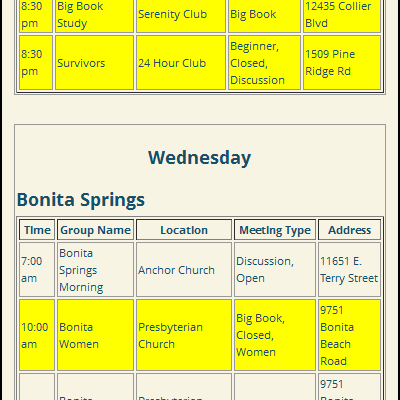 8:30 pm Big Book Study Serenity Club Big Book 12435 Collier Blvd
8:30 pm Survivors 24 Hour Club Beginner, Closed, Discussion 1509 Pine Ridge Rd
Wednesday
Bonita Springs
Time Group Name Location Meeting Type Address
7:00 am Bonita Springs Morning Anchor Church Discussion, Open 11651 E. Terry Street
10:00 am Bonita Women Presbyterian Church Big Book, Closed, Women 9751 Bonita Beach Road
9751